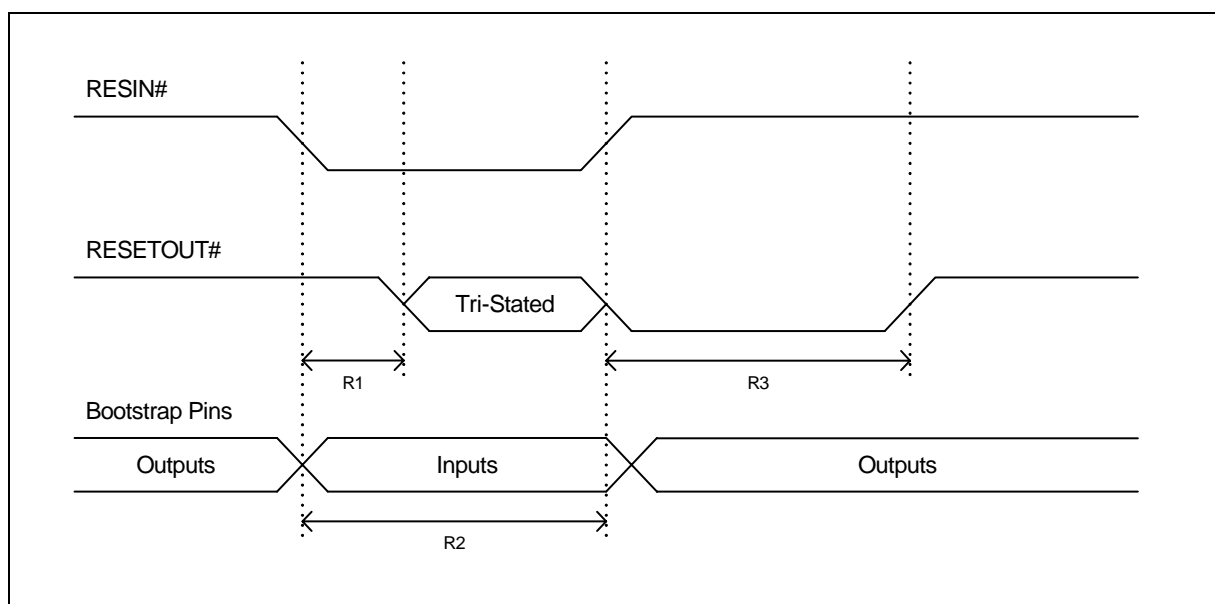 RESIN#
RESETOUT#
Tri-Stated
R1
R3
Bootstrap Pins
Outputs
Inputs
Outputs
R2